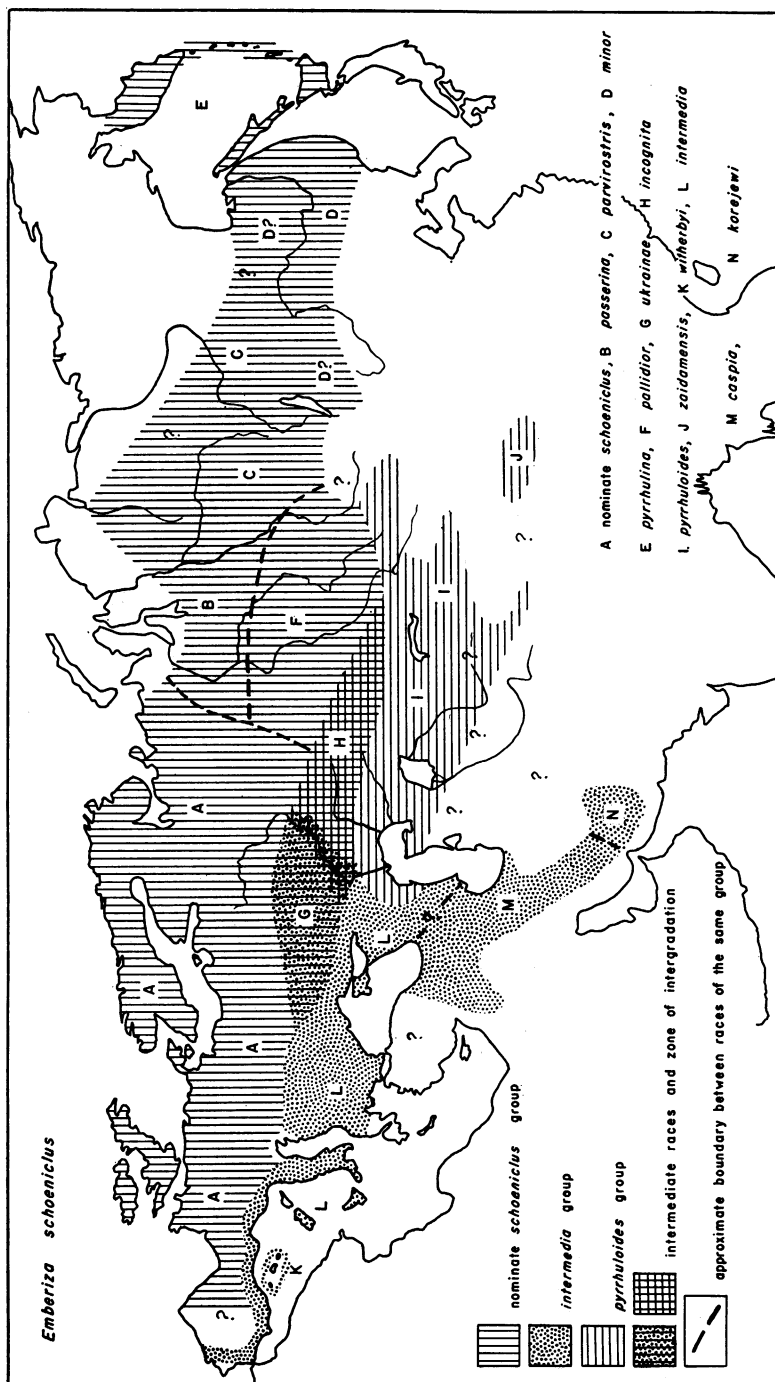 Emberiza schoeniclus
A
A
A
A
B
C
C
D?
D?
D
E
F
G
H
I
I
J
K
L
L
L
M
N
?
?
?
?
?
?
?
?
?
?
A nominate schoeniclus, B passerina, C parvirostris, D minor
E pyrrhulina, F pallidior, G ukrainae, H incognita
I pyrrhuloides, J zaidamensis, K witherbyi, L intermedia
M caspia, N korejewi
nominate schoeniclus group
intermedia group
pyrrhuloides group
intermediate races and zone of intergradation
approximate boundary between races of the same group